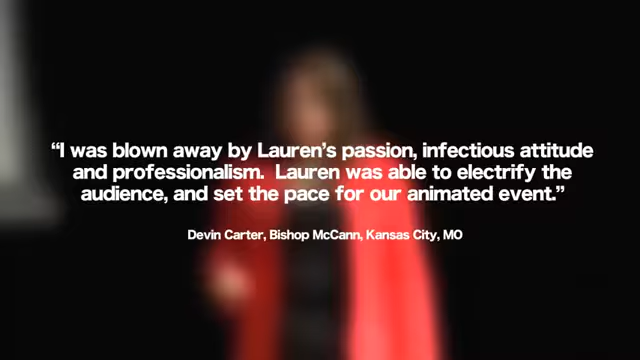 “I was blown away by Lauren’s passion, infectious attitude
and professionalism.  Lauren was able to electrify the
audience, and set the pace for our animated event.”
Devin Carter, Bishop McCann, Kansas City, MO